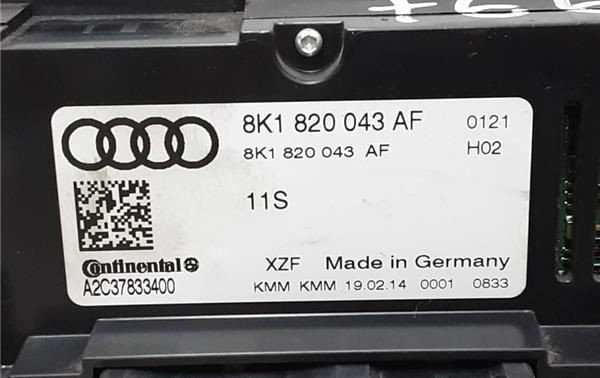 8K1 820 043 AF 0121
8K1 820 043 AF H02
11S
Continental
XZF Made in Germany
A2C37833400
KMM KMM 19.02.14 0001 0833